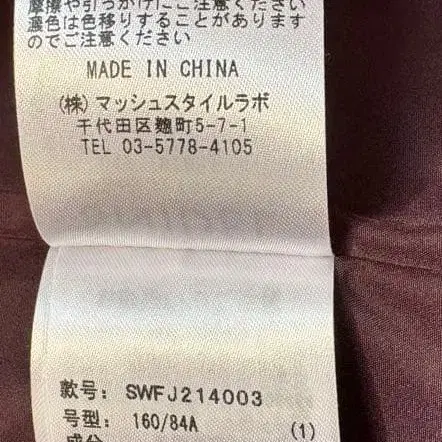 摩擦や引っかけにご注意ください
濃色は色移りすることがあります
のでご注意ください
MADE IN CHINA
(株)マッシュスタイルラボ
千代田区麹町5-7-1
TEL 03-5778-4105
款号: SWFJ214003
号型: 160/84A
(1)
成分